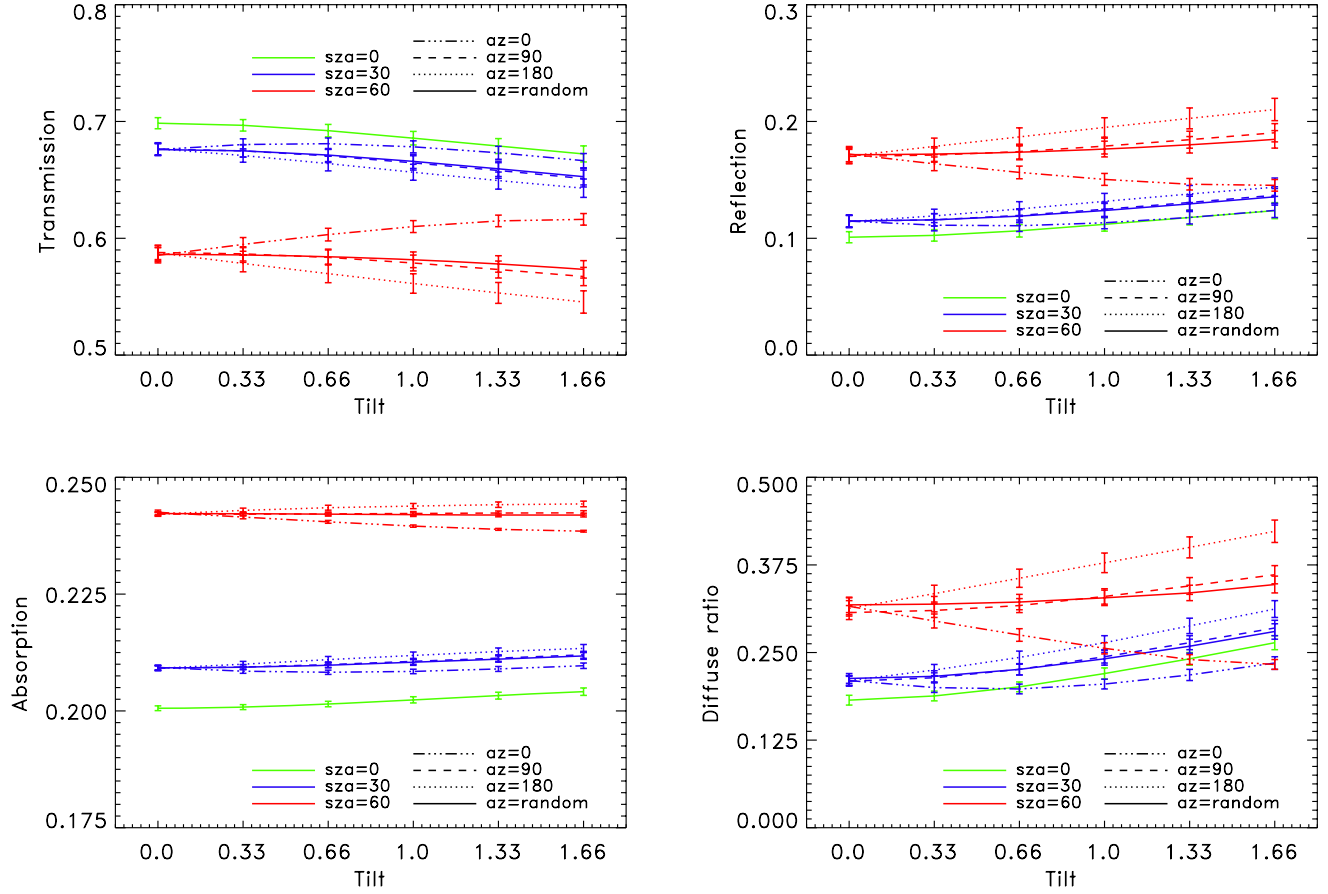 0.8
0.7
0.6
0.5
Transmission
sza=0
sza=30
sza=60
az=0
az=90
az=180
az=random
0.0 0.33 0.66 1.0 1.33 1.66
Tilt
0.3
0.2
0.1
0.0
Reflection
sza=0
sza=30
sza=60
az=0
az=90
az=180
az=random
0.0 0.33 0.66 1.0 1.33 1.66
Tilt
0.250
0.225
0.200
0.175
Absorption
sza=0
sza=30
sza=60
az=0
az=90
az=180
az=random
0.0 0.33 0.66 1.0 1.33 1.66
Tilt
0.500
0.375
0.250
0.125
0.000
Diffuse ratio
sza=0
sza=30
sza=60
az=0
az=90
az=180
az=random
0.0 0.33 0.66 1.0 1.33 1.66
Tilt